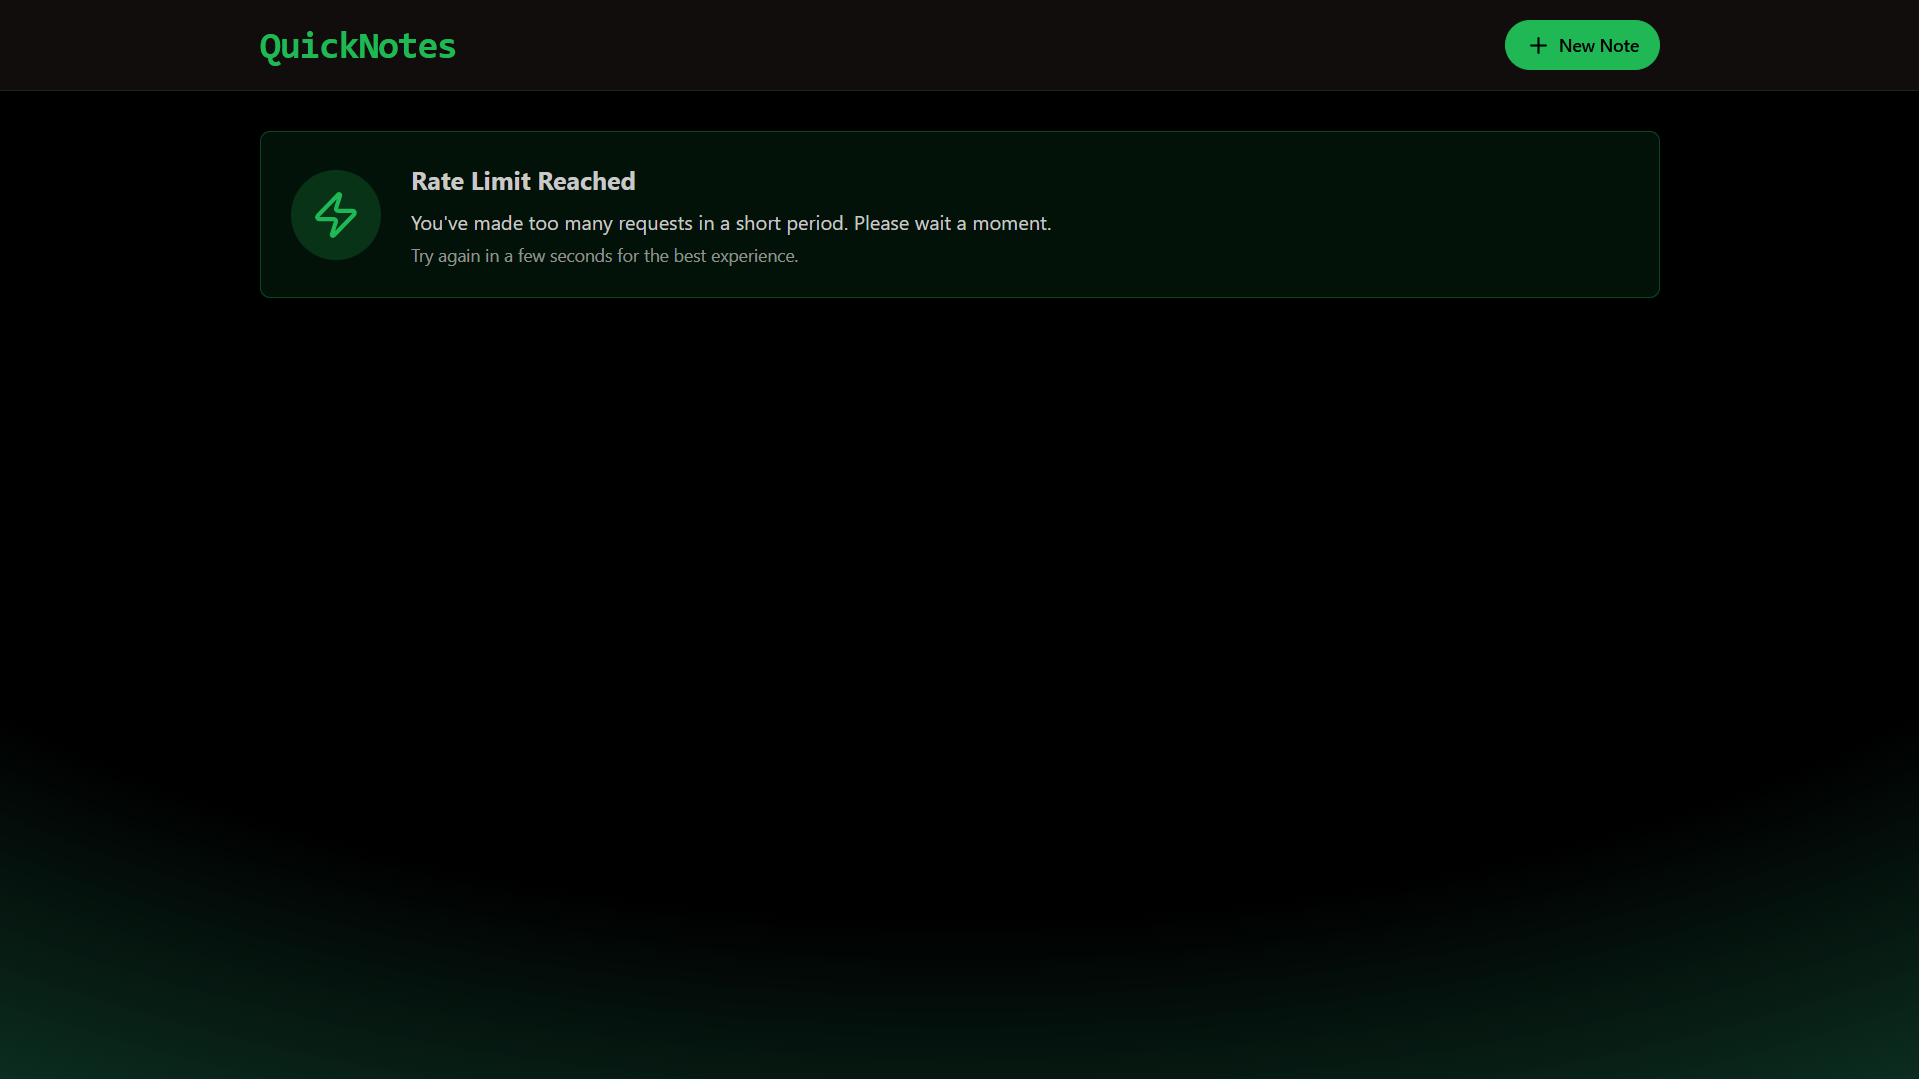 QuickNotes
New Note
Rate Limit Reached
You've made too many requests in a short period. Please wait a moment.
Try again in a few seconds for the best experience.